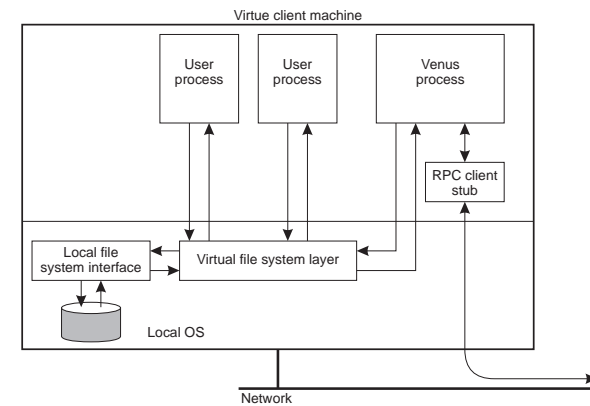 Virtue client machine
User
process
User
process
Venus
process
RPC client
stub
Local file
system interface
Virtual file system layer
Local OS
Network